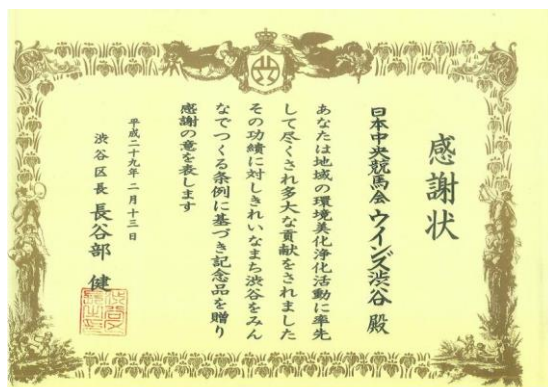 感謝状
日本中央競馬会 ウインズ渋谷 殿
あなたは地域の環境美化浄化活動に率先
して尽くされ多大な貢献をされました
その功績に対しきれいなまち渋谷をみん
なでつくる条例に基づき記念品を贈り
感謝の意を表します
平成二十九年二月十三日
渋谷区長 長谷部 健